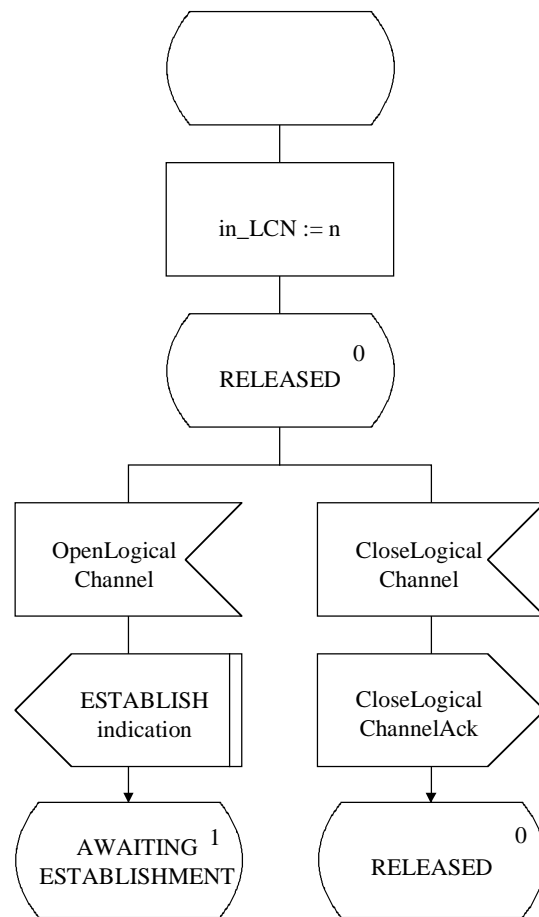 in_LCN := n
0
RELEASED
OpenLogical
Channel
CloseLogical
Channel
ESTABLISH
indication
CloseLogical
ChannelAck
1
AWAITING
ESTABLISHMENT
0
RELEASED